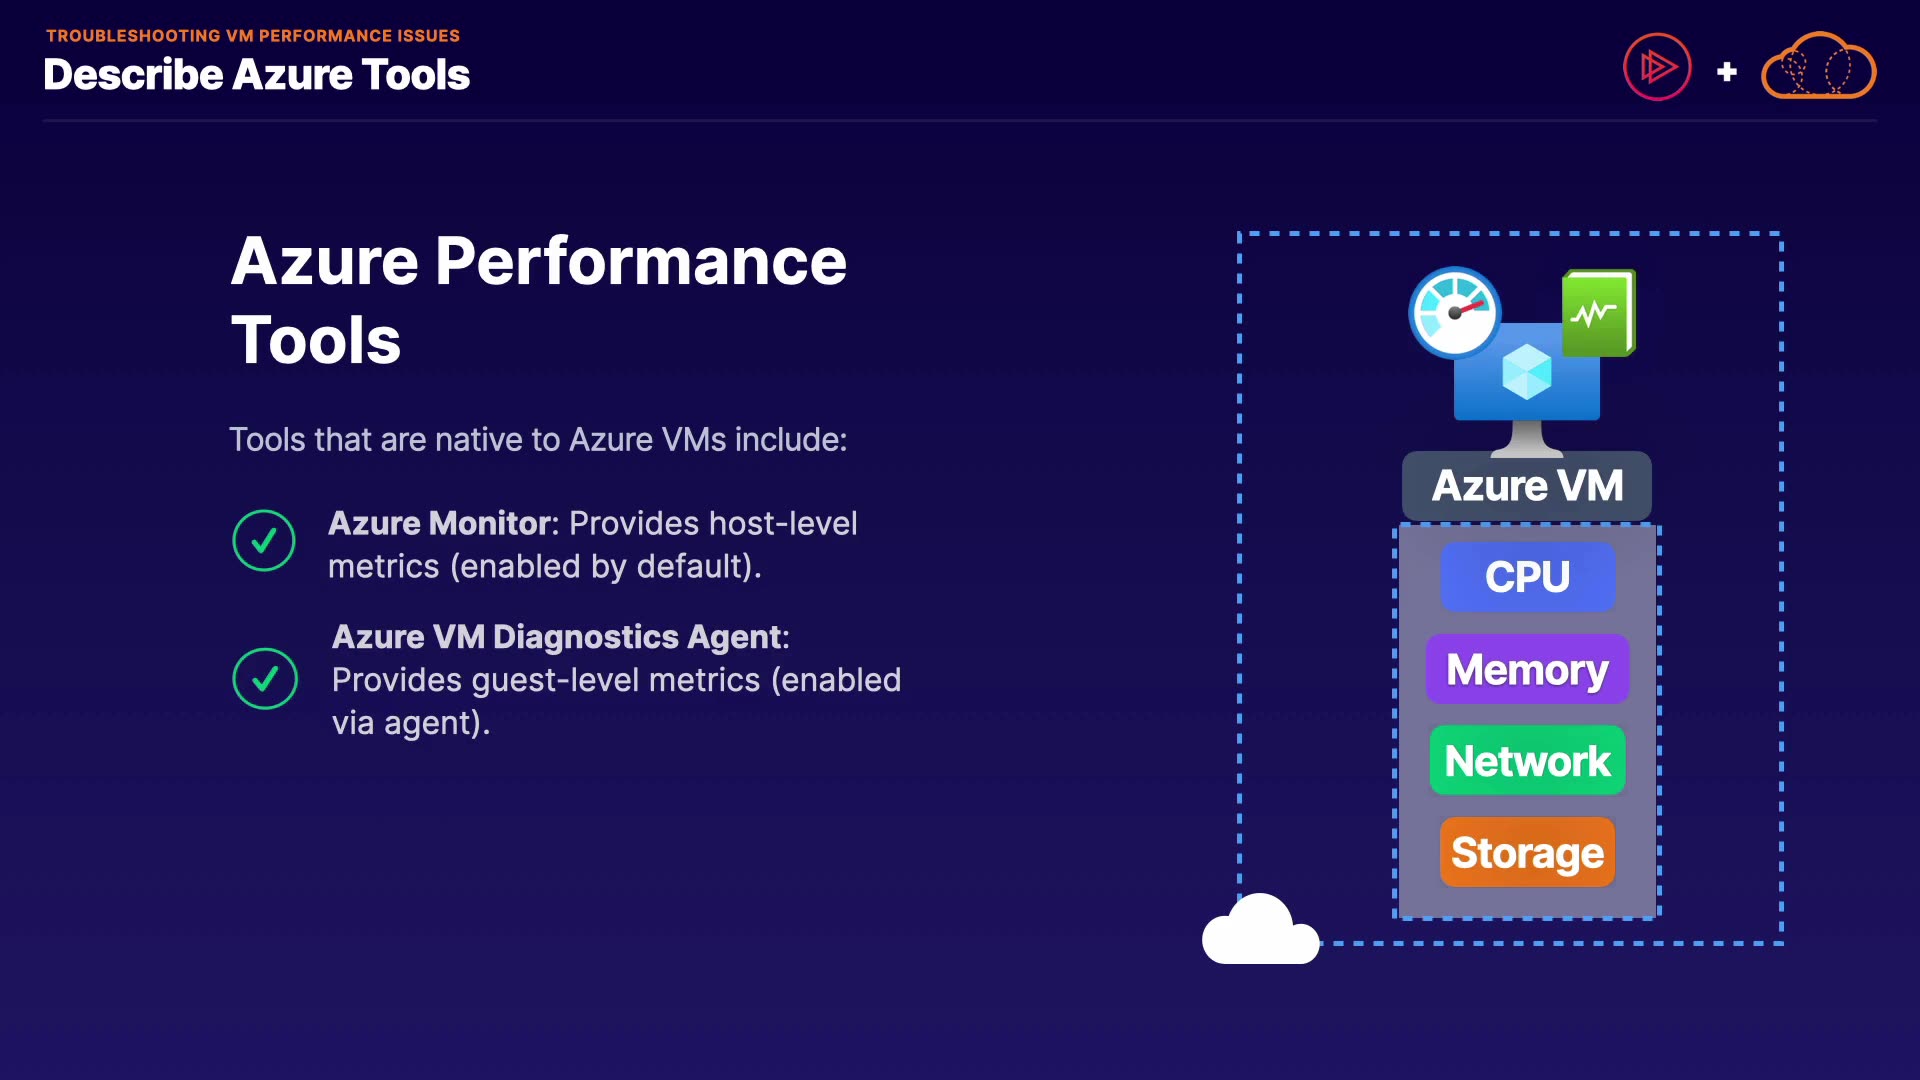 TROUBLESHOOTING VM PERFORMANCE ISSUES
Describe Azure Tools
Azure Performance
Tools
Tools that are native to Azure VMs include:
Azure Monitor: Provides host-level
metrics (enabled by default).
Azure VM Diagnostics Agent:
Provides guest-level metrics (enabled
via agent).
Azure VM
CPU
Memory
Network
Storage